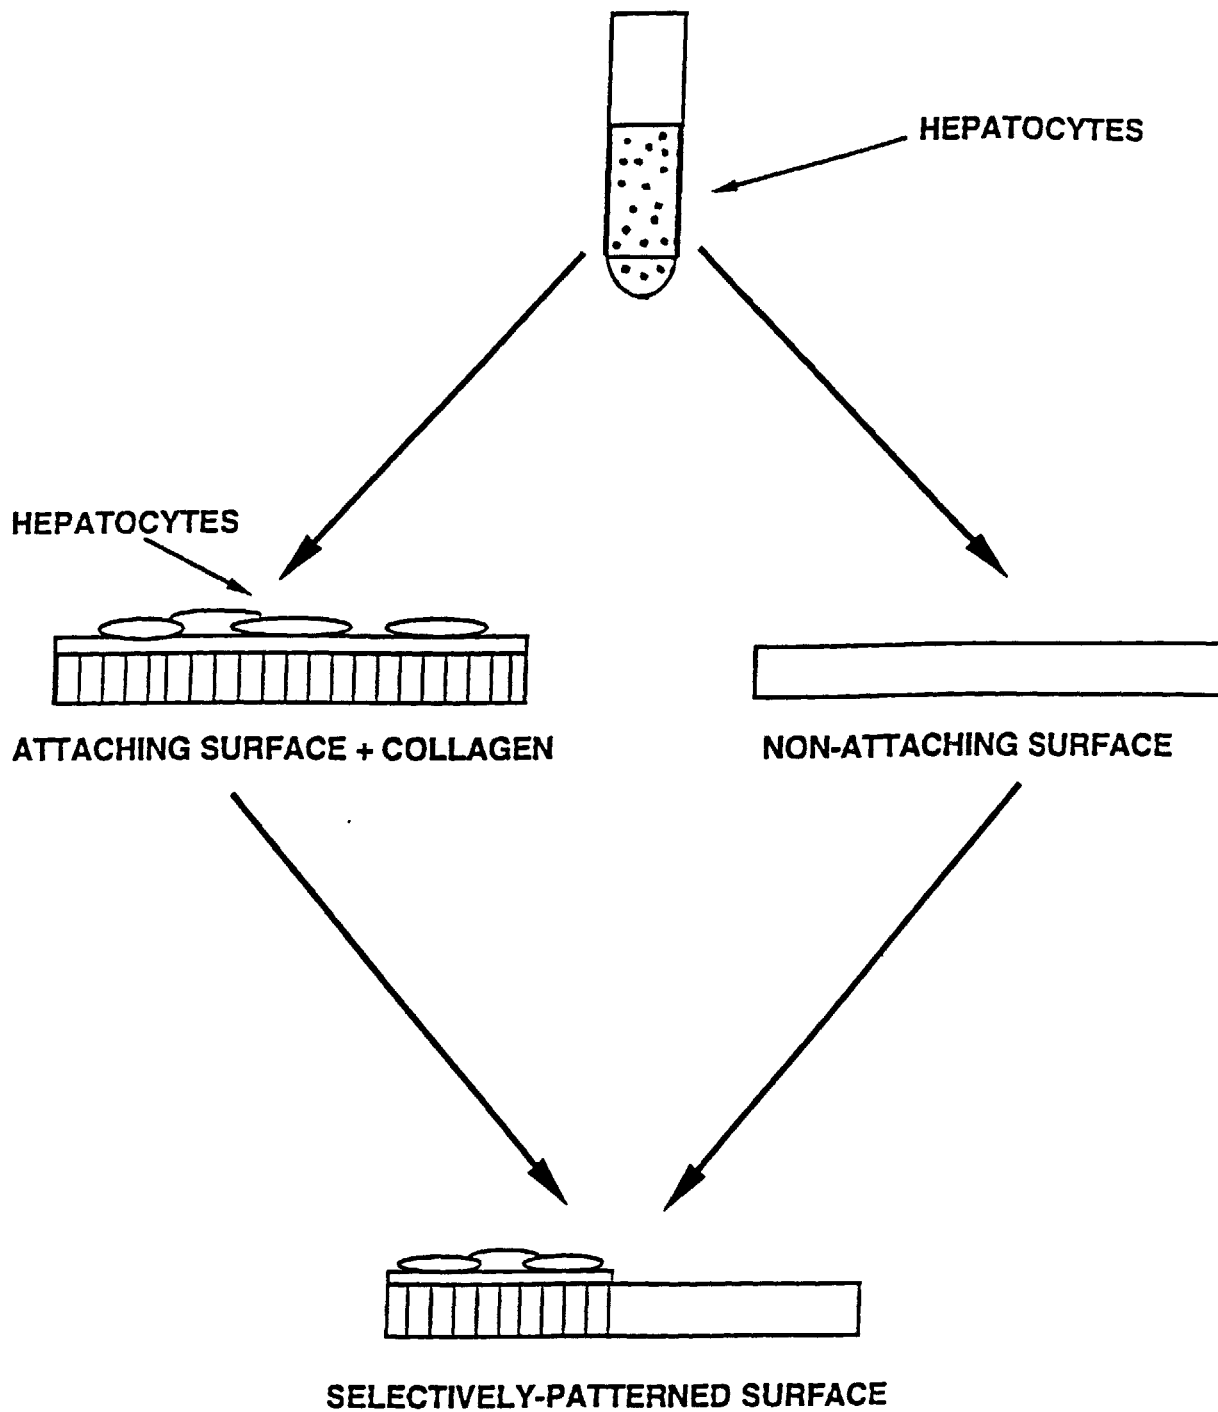 HEPATOCYTES
HEPATOCYTES
ATTACHING SURFACE + COLLAGEN
NON-ATTACHING SURFACE
SELECTIVELY-PATTERNED SURFACE